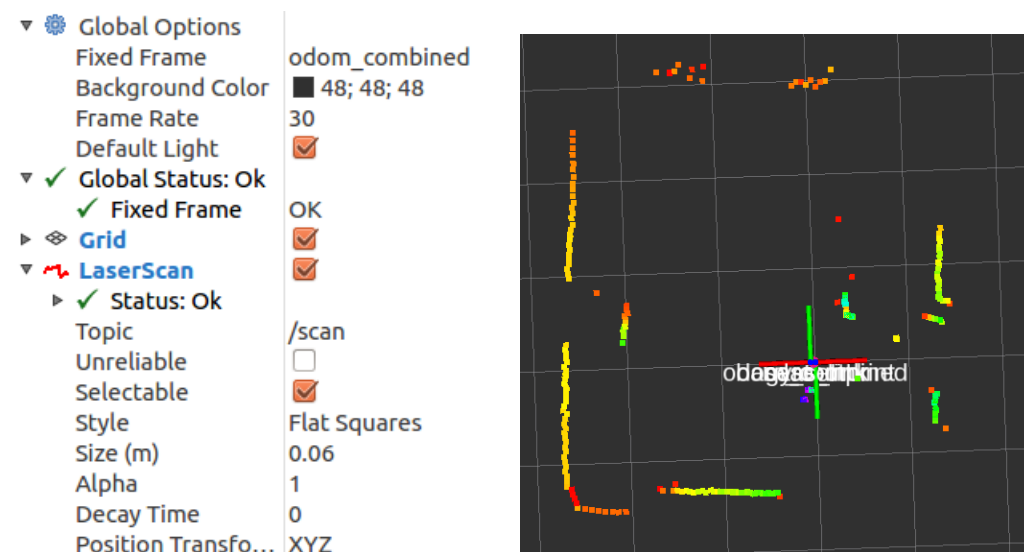 Global Options
Fixed Frame odom_combined
Background Color 48; 48; 48
Frame Rate 30
Default Light
Global Status: Ok
Fixed Frame OK
Grid
LaserScan
Status: Ok
Topic /scan
Unreliable
Selectable
Style Flat Squares
Size (m) 0.06
Alpha 1
Decay Time 0
Position Transfo... XYZ